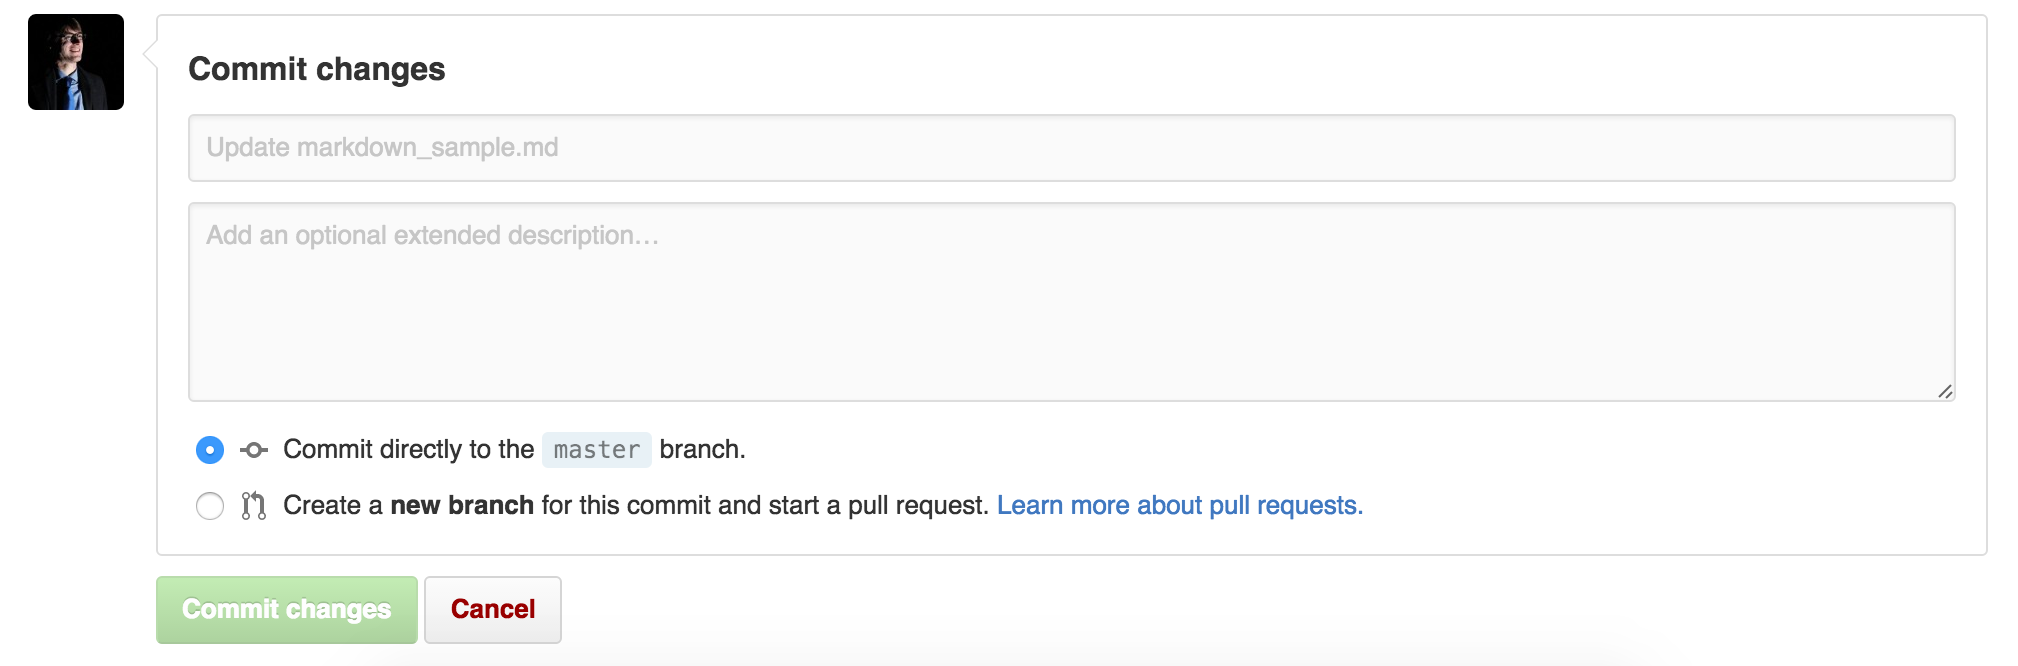 Commit changes
Update markdown_sample.md
Add an optional extended description…
Commit directly to the master branch.
Create a new branch for this commit and start a pull request. Learn more about pull requests.
Commit changes Cancel